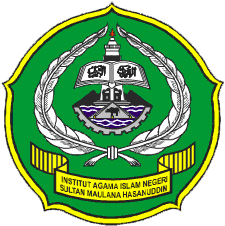 INSTITUT AGAMA ISLAM NEGERI
SULTAN MAULANA HASANUDDIN